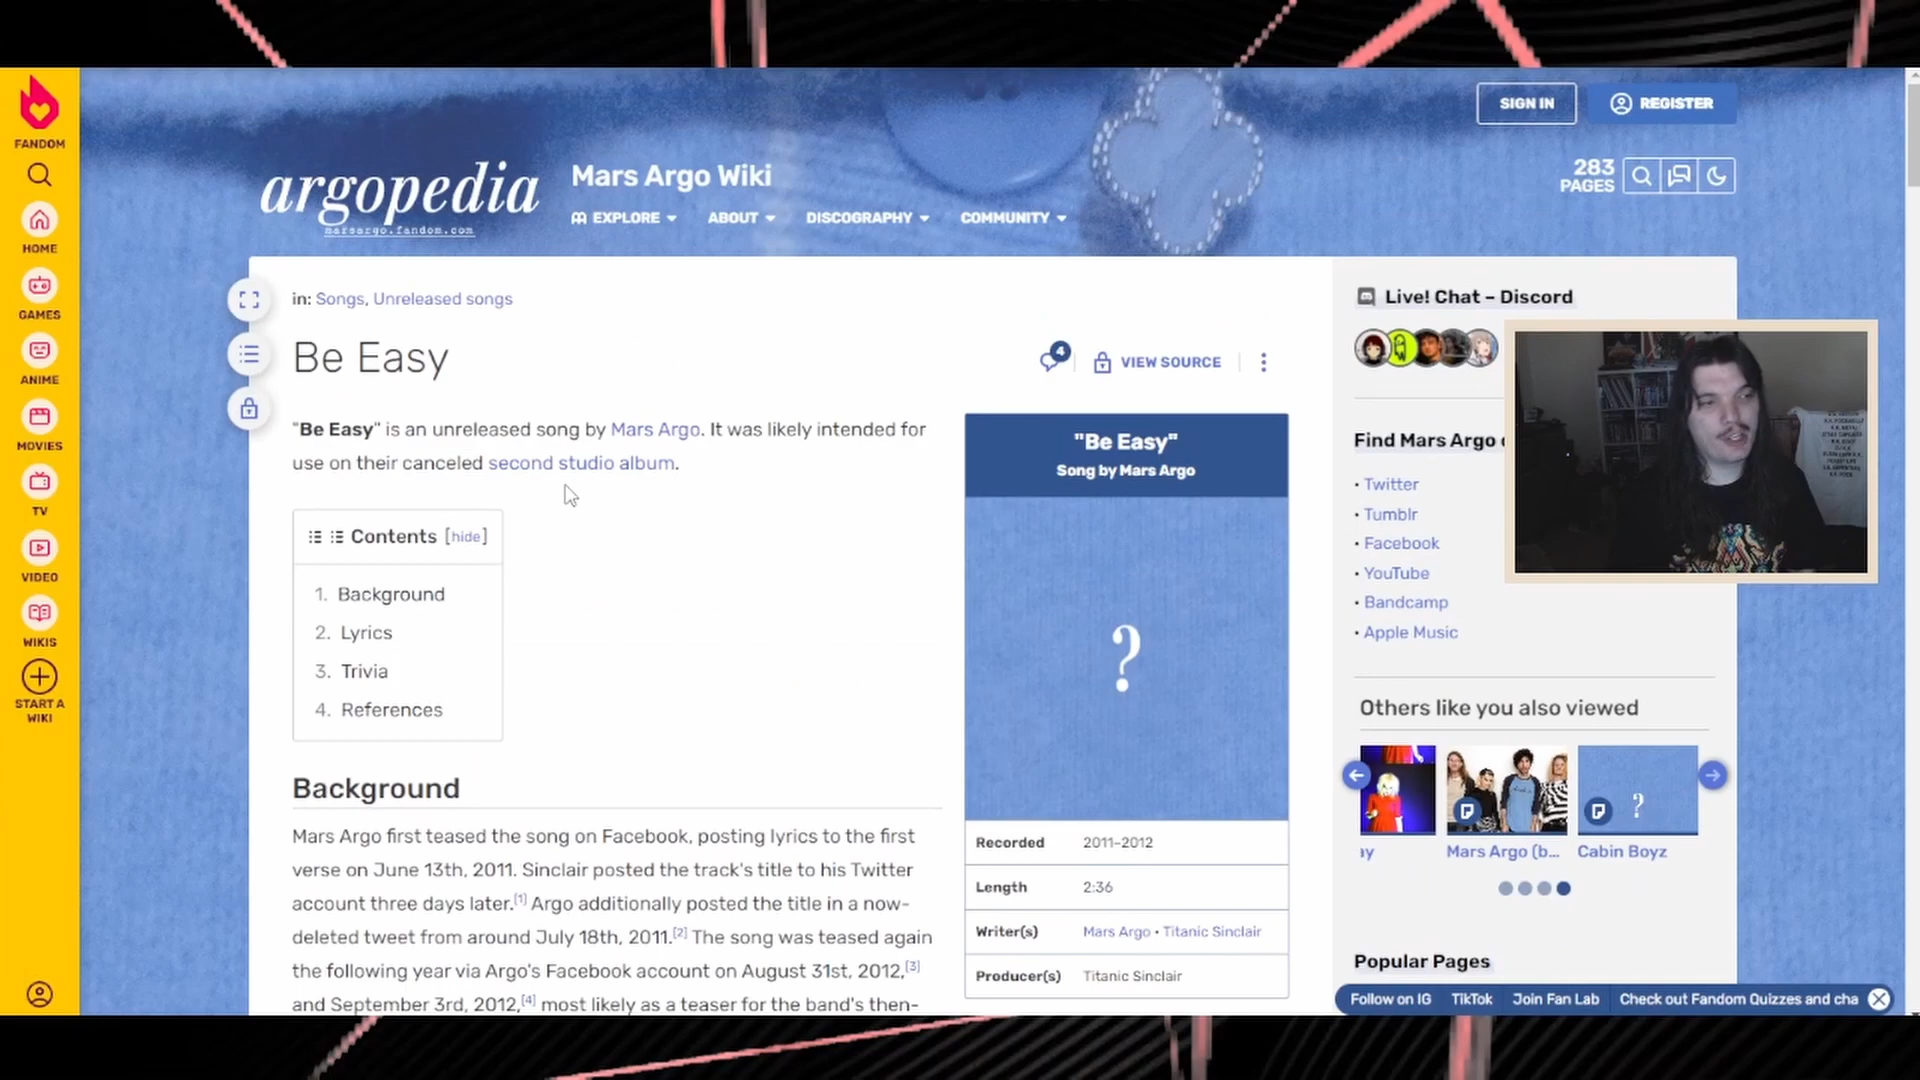 FANDOM
HOME
GAMES
ANIME
MOVIES
TV
VIDEO
WIKIS
START A
WIKI
SIGN IN
REGISTER
argopedia
marsargo.fandom.com
Mars Argo Wiki
EXPLORE
ABOUT
DISCOGRAPHY
COMMUNITY
283
PAGES
in: Songs, Unreleased songs
Be Easy
4
VIEW SOURCE
"Be Easy" is an unreleased song by Mars Argo. It was likely intended for
use on their canceled second studio album.
Contents [hide]
1. Background
2. Lyrics
3. Trivia
4. References
Background
Mars Argo first teased the song on Facebook, posting lyrics to the first
verse on June 13th, 2011. Sinclair posted the track's title to his Twitter
account three days later.[1] Argo additionally posted the title in a now-
deleted tweet from around July 18th, 2011.[2] The song was teased again
the following year via Argo's Facebook account on August 31st, 2012,[3]
and September 3rd, 2012,[4] most likely as a teaser for the band's then-
"Be Easy"
Song by Mars Argo
?
Recorded 2011-2012
Length 2:36
Writer(s) Mars Argo • Titanic Sinclair
Producer(s) Titanic Sinclair
Live! Chat – Discord
Find Mars Argo
• Twitter
• Tumblr
• Facebook
• YouTube
• Bandcamp
• Apple Music
Others like you also viewed
?
ay
Mars Argo (b...
Cabin Boyz
Popular Pages
Follow on IG
TikTok
Join Fan Lab
Check out Fandom Quizzes and cha